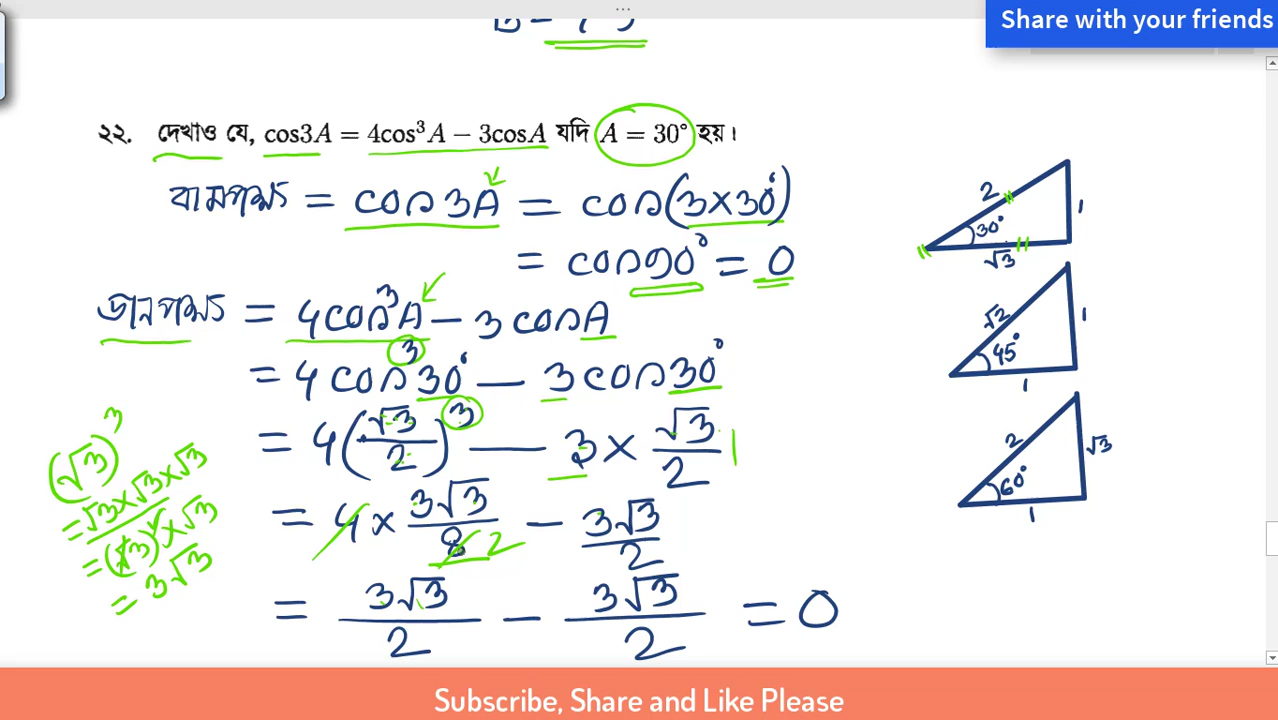 Share with your friends
২২. দেখাও যে, cos3A = 4cos³A − 3cosA যদি A = 30° হয়।
বামপক্ষ = cos3A = cos(3×30°)
= cos90° = 0
ডানপক্ষ = 4cos³A − 3cosA
= 4cos³30° — 3cos30°
= 4(√3/2)³ — 3 × √3/2
= 4 × 3√3/8 2 − 3√3/2
= 3√3/2 − 3√3/2 = 0
(√3)³
= √3×√3×√3
= (√3)² × √3
= 3√3
2 1
30°
√3
√2 1
45°
1
2 √3
60°
1
Subscribe, Share and Like Please